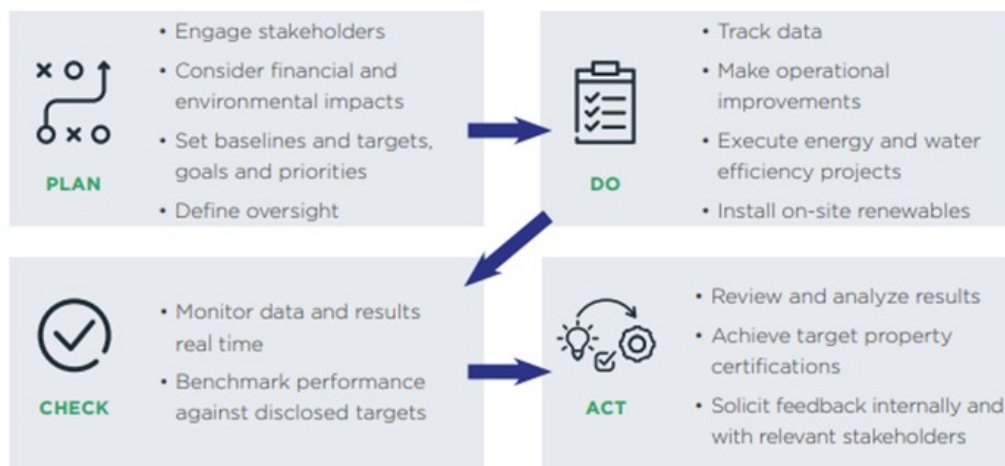 PLAN
• Engage stakeholders
• Consider financial and
environmental impacts
• Set baselines and targets,
goals and priorities
• Define oversight
DO
• Track data
• Make operational
improvements
• Execute energy and water
efficiency projects
• Install on-site renewables
CHECK
• Monitor data and results
real time
• Benchmark performance
against disclosed targets
ACT
• Review and analyze results
• Achieve target property
certifications
• Solicit feedback internally and
with relevant stakeholders